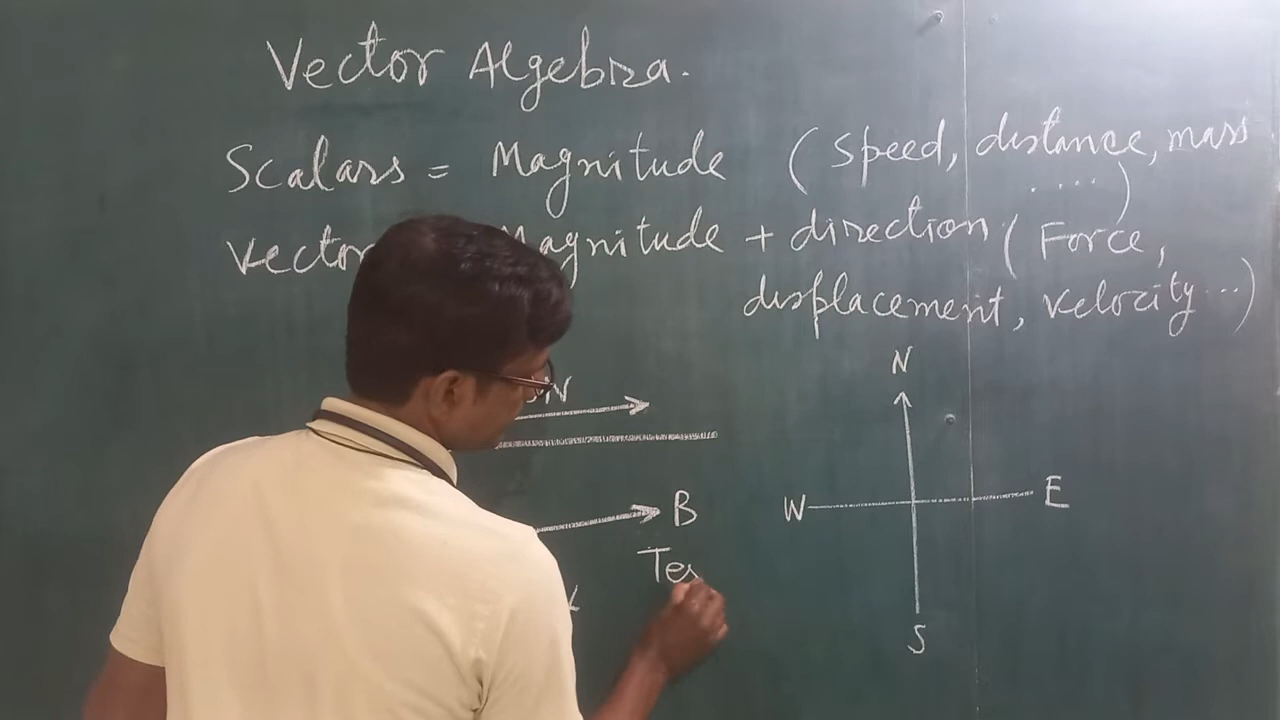 Vector Algebra.
Scalars = Magnitude (speed, distance, mass
....)
Vector Magnitude + direction (Force,
displacement, velocity...)
N
N
B
W E
Te
S